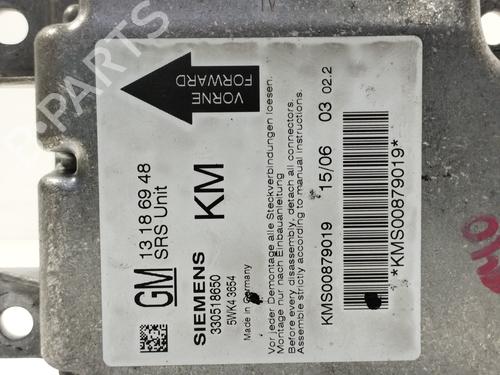 VORNE
FORWARD
GM
13 18 69 48
SRS Unit
SIEMENS
KM
330518650
5WK43654
Made in Germany
Vor jeder Demontage alle Steckverbindungen loesen.
Montage nur nach Einbauanleitung
Before every disassembly, detach all connectors.
Assemble strictly according to manual instructions.
KMS00879019 15/06 03 02.2
*KMS00879019*
B-PARTS